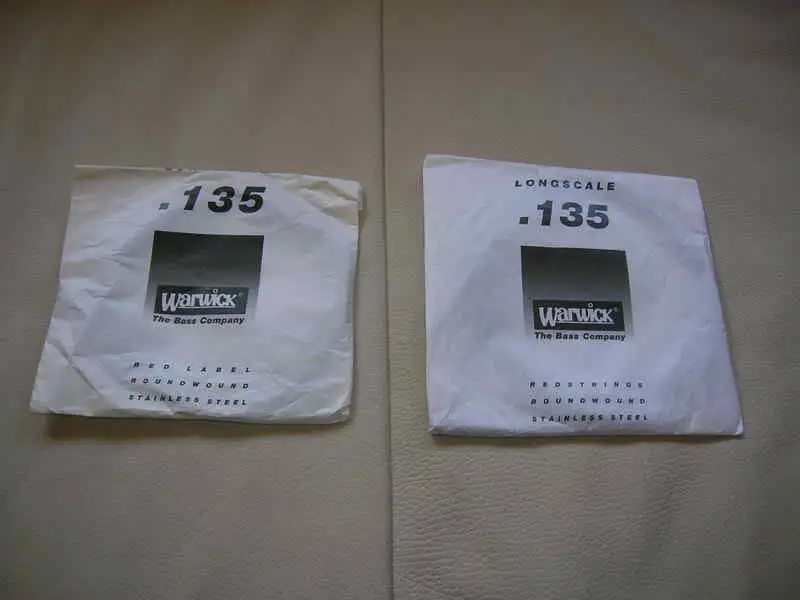 .135
Warwick®
The Bass Company
RED LABEL
ROUNDWOUND
STAINLESS STEEL
LONGSCALE
.135
Warwick®
The Bass Company
REDSTRINGS
ROUNDWOUND
STAINLESS STEEL